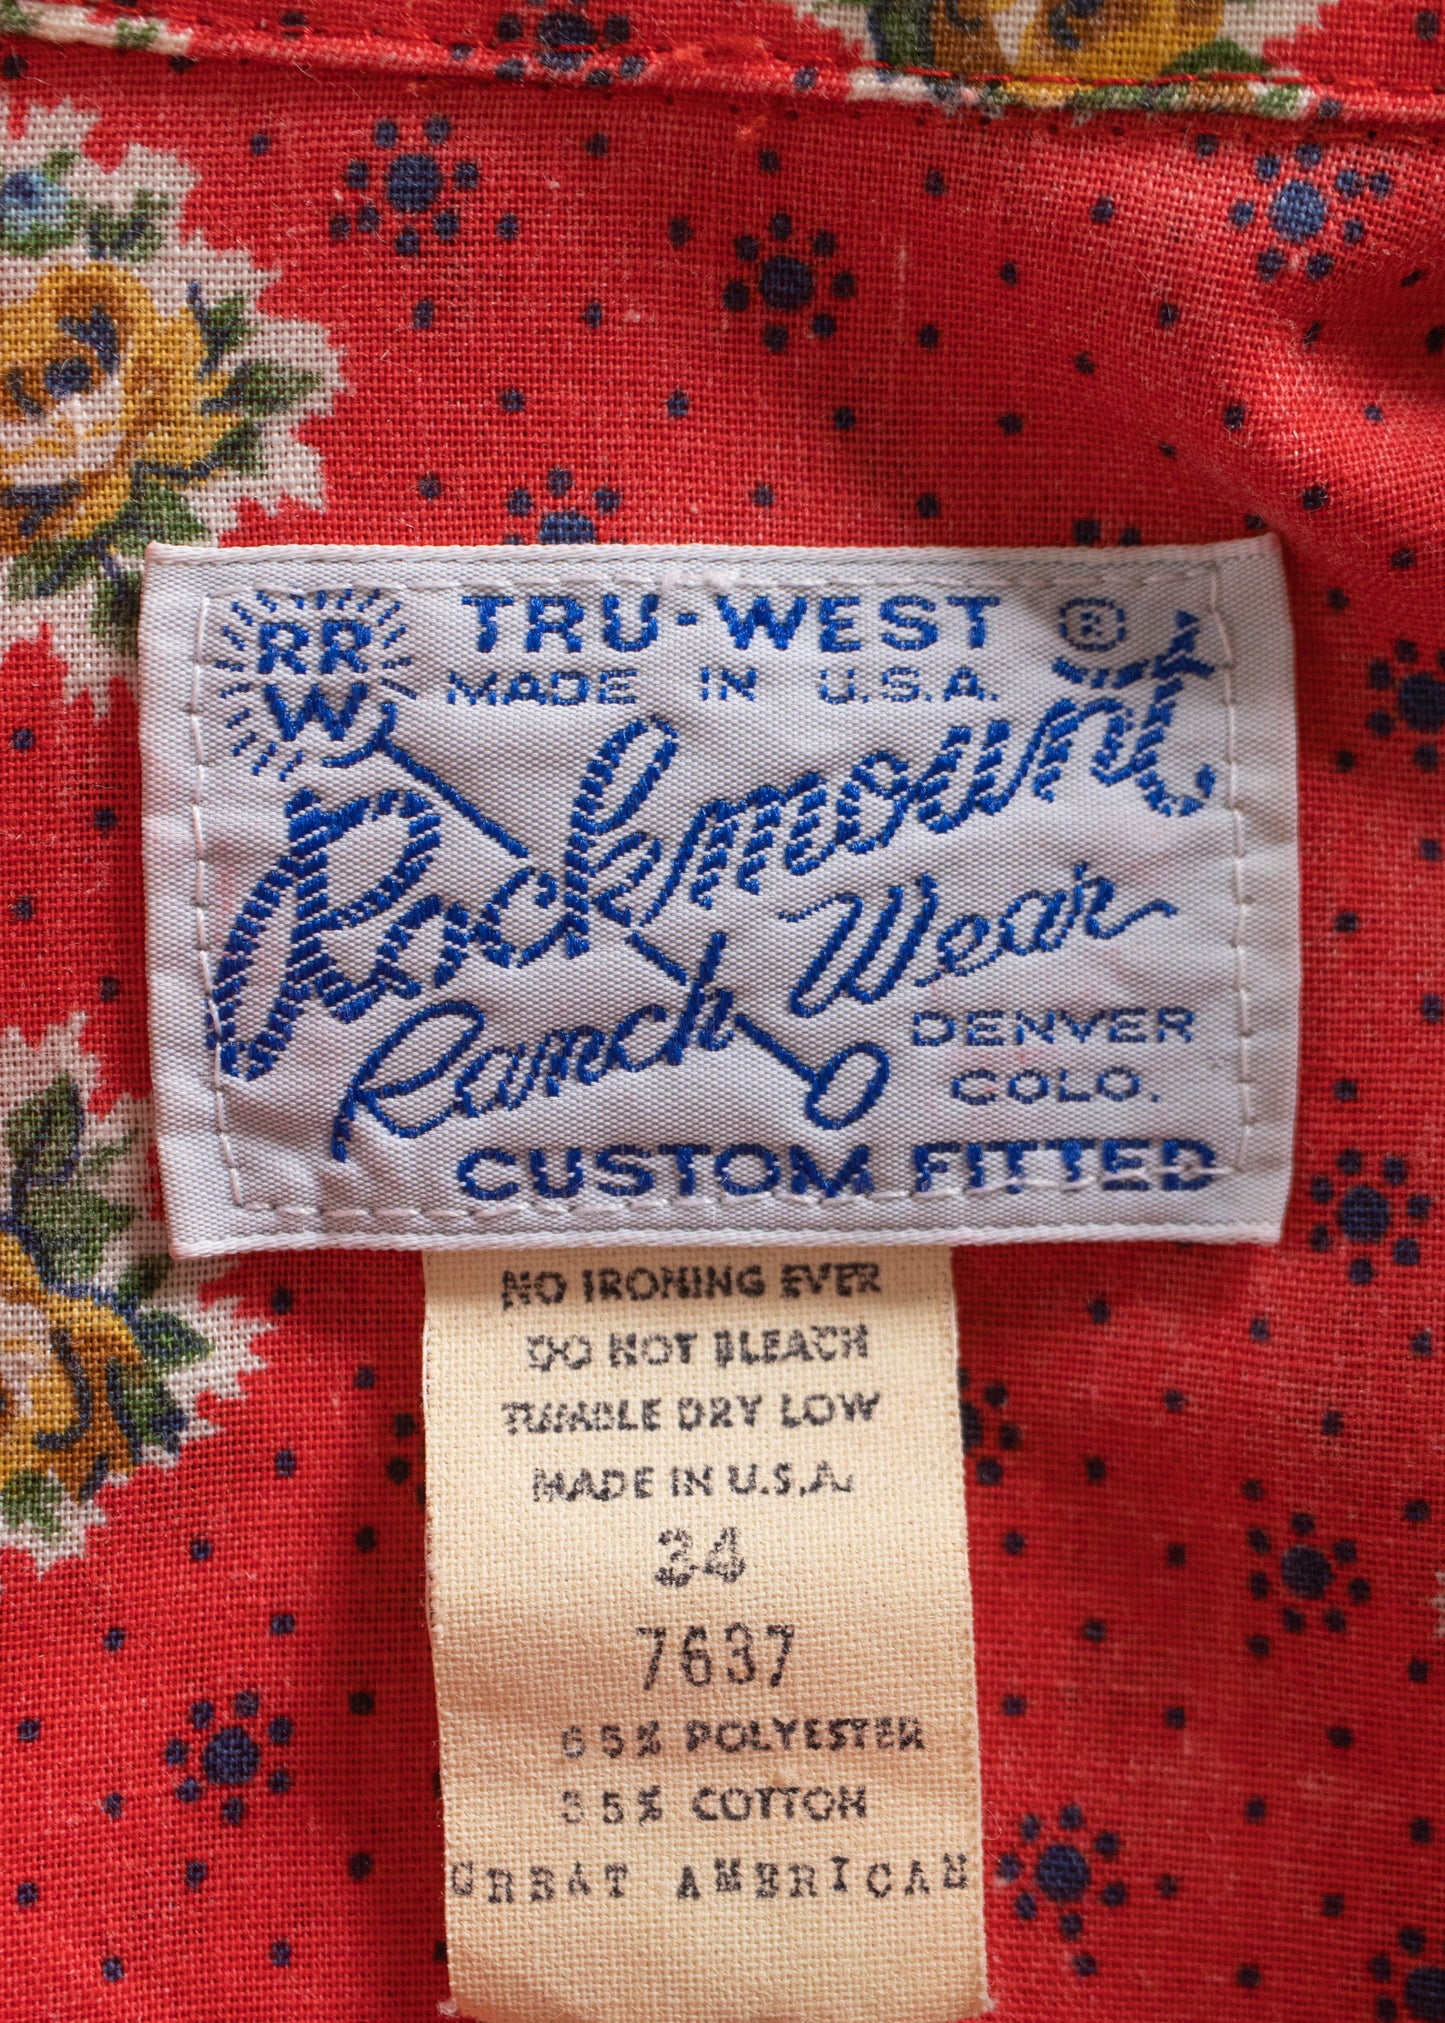 RR
W
TRU-WEST ®
MADE IN U.S.A.
Rockmount
Ranch Wear
DENVER
COLO.
CUSTOM FITTED
NO IRONING EVER
DO NOT BLEACH
TUMBLE DRY LOW
MADE IN U.S.A.
34
7637
65% POLYESTER
35% COTTON
GREAT AMERICAN